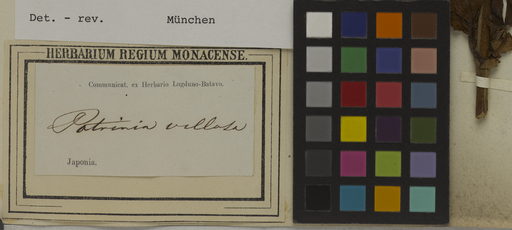 Det. - rev. München
HERBARIUM REGIUM MONACENSE.
Communicat. ex Herbario Lugduno-Batavo.
Patrinia villosa
Japonia.